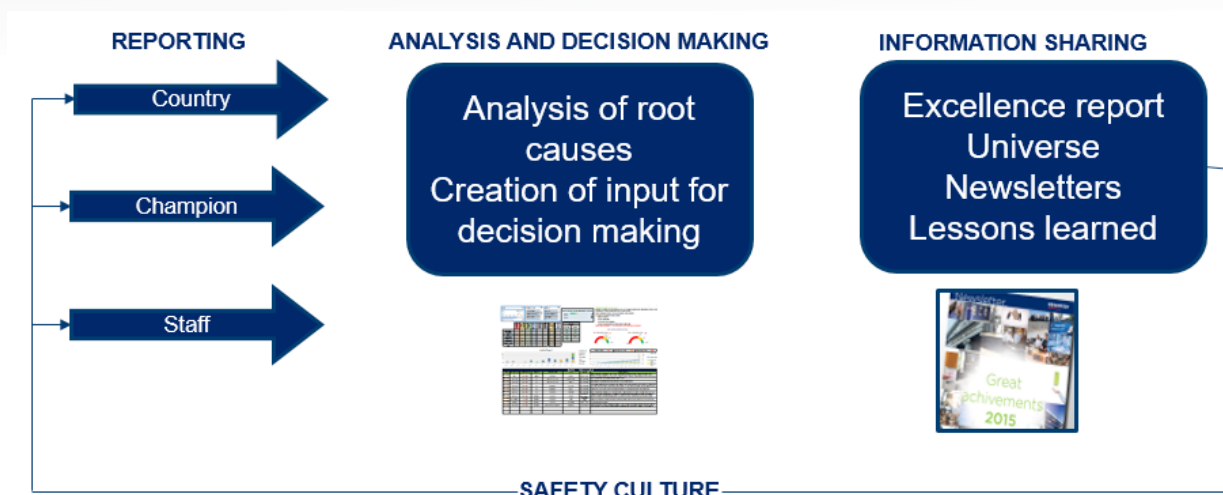 REPORTING
Country
Champion
Staff
ANALYSIS AND DECISION MAKING
Analysis of root
causes
Creation of input for
decision making
INFORMATION SHARING
Excellence report
Universe
Newsletters
Lessons learned
Newsletter
Great
achivements
2015
SAFETY CULTURE